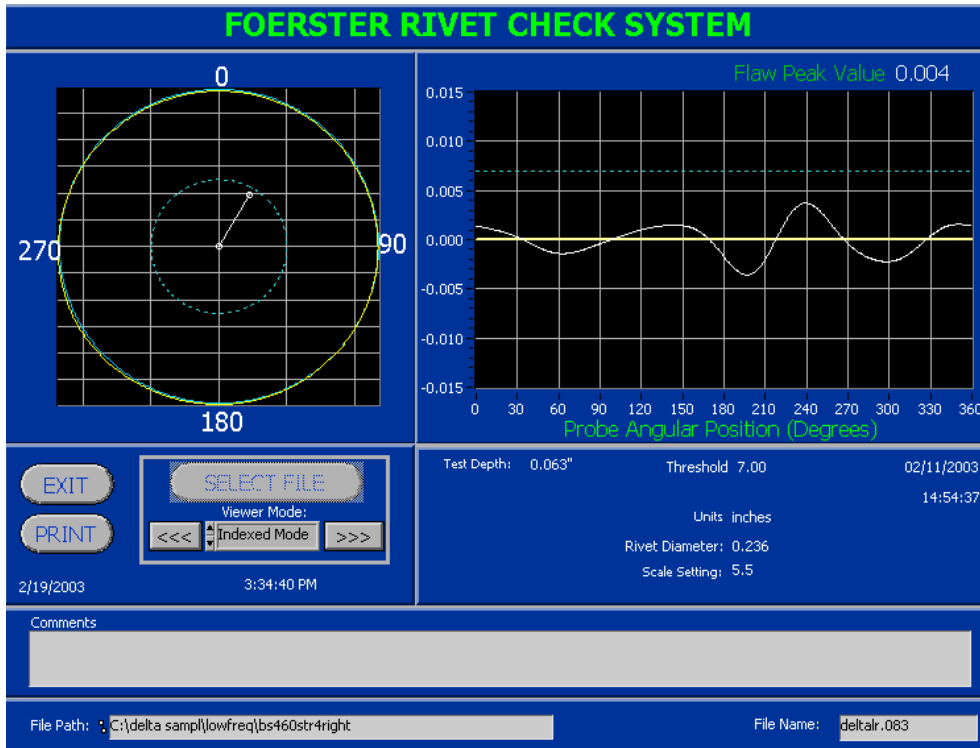 FOERSTER RIVET CHECK SYSTEM
0
270
90
180
Flaw Peak Value 0.004
0.015
0.010
0.005
0.000
-0.005
-0.010
-0.015
0 30 60 90 120 150 180 210 240 270 300 330 360
Probe Angular Position (Degrees)
EXIT
PRINT
SELECT FILE
Viewer Mode:
<<< Indexed Mode >>>
2/19/2003 3:34:40 PM
Test Depth: 0.063" Threshold 7.00 02/11/2003
14:54:37
Units inches
Rivet Diameter: 0.236
Scale Setting: 5.5
Comments
File Path: C:\delta sampl\lowfreq\bs460str4right
File Name: deltalr.083